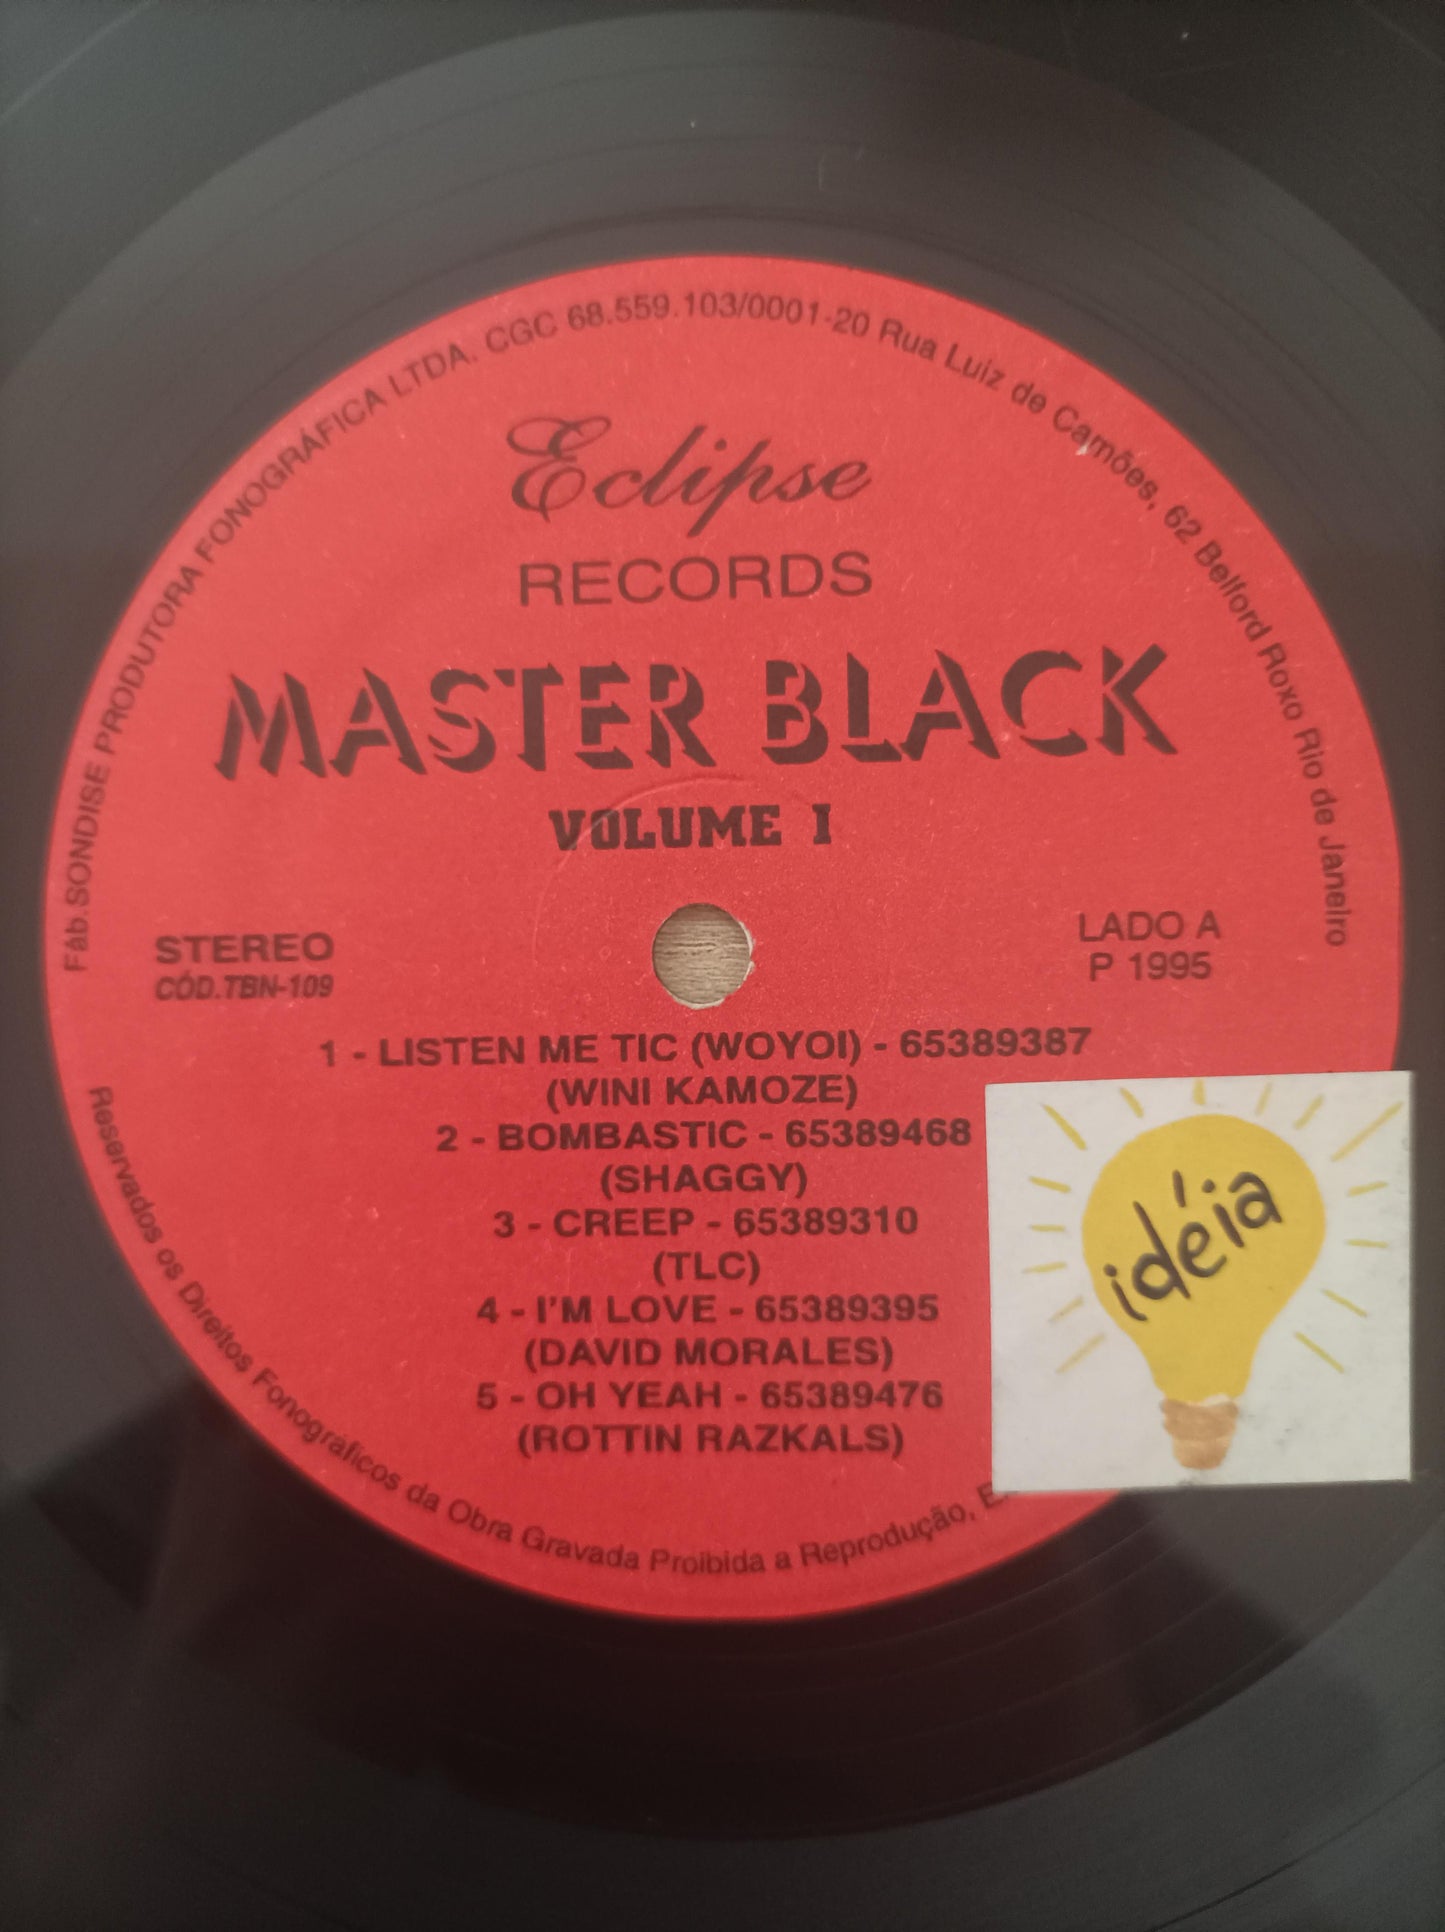 Fáb.SONDISE PRODUTORA FONOGRÁFICA LTDA. CGC 68.559.103/0001-20 Rua Luiz de Camões, 62 Belford Roxo Rio de Janeiro
Eclipse
RECORDS
MASTER BLACK
VOLUME I
STEREO
CÓD.TBN-109
LADO A
P 1995
1 - LISTEN ME TIC (WOYOI) - 65389387
(WINI KAMOZE)
2 - BOMBASTIC - 65389468
(SHAGGY)
3 - CREEP - 65389310
(TLC)
4 - I'M LOVE - 65389395
(DAVID MORALES)
5 - OH YEAH - 65389476
(ROTTIN RAZKALS)
idéia
Reservados os Direitos Fonográficos da Obra Gravada Proibida a Reprodução,